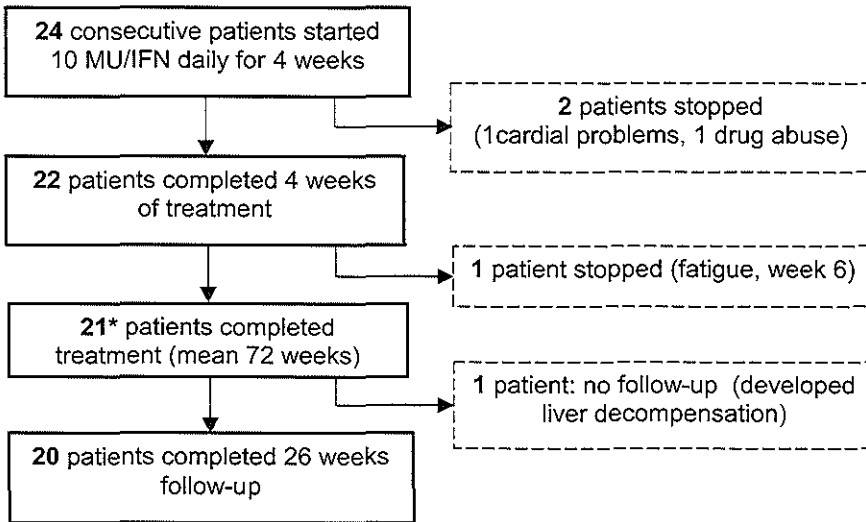 24 consecutive patients started
10 MU/IFN daily for 4 weeks
2 patients stopped
(1cardial problems, 1 drug abuse)
22 patients completed 4 weeks
of treatment
1 patient stopped (fatigue, week 6)
21* patients completed
treatment (mean 72 weeks)
1 patient: no follow-up (developed
liver decompensation)
20 patients completed 26 weeks
follow-up